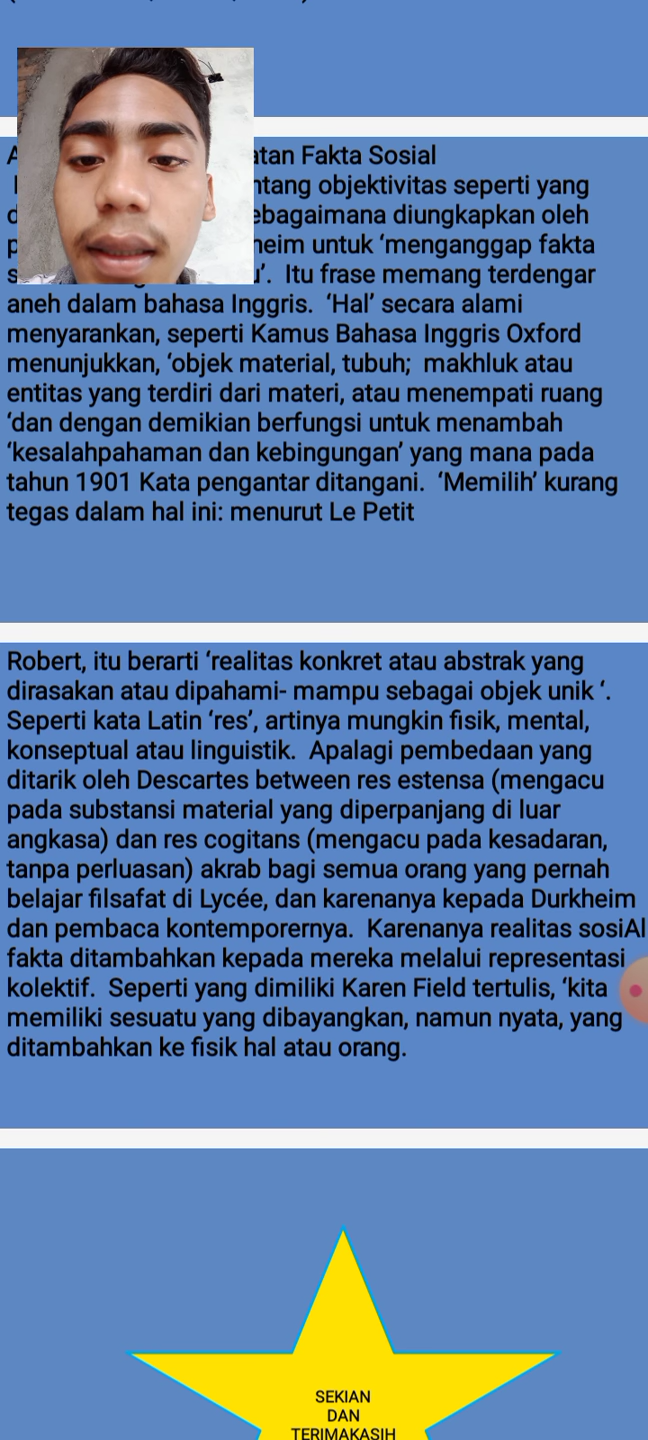 atan Fakta Sosial
ntang objektivitas seperti yang
ebagaimana diungkapkan oleh
heim untuk ‘menganggap fakta
u’.  Itu frase memang terdengar
aneh dalam bahasa Inggris.  ‘Hal’ secara alami
menyarankan, seperti Kamus Bahasa Inggris Oxford
menunjukkan, ‘objek material, tubuh;  makhluk atau
entitas yang terdiri dari materi, atau menempati ruang
‘dan dengan demikian berfungsi untuk menambah
‘kesalahpahaman dan kebingungan’ yang mana pada
tahun 1901 Kata pengantar ditangani.  ‘Memilih’ kurang
tegas dalam hal ini: menurut Le Petit
Robert, itu berarti ‘realitas konkret atau abstrak yang
dirasakan atau dipahami- mampu sebagai objek unik ‘.
Seperti kata Latin ‘res’, artinya mungkin fisik, mental,
konseptual atau linguistik.  Apalagi pembedaan yang
ditarik oleh Descartes between res estensa (mengacu
pada substansi material yang diperpanjang di luar
angkasa) dan res cogitans (mengacu pada kesadaran,
tanpa perluasan) akrab bagi semua orang yang pernah
belajar filsafat di Lycée, dan karenanya kepada Durkheim
dan pembaca kontemporernya.  Karenanya realitas sosiAl
fakta ditambahkan kepada mereka melalui representasi
kolektif.  Seperti yang dimiliki Karen Field tertulis, ‘kita
memiliki sesuatu yang dibayangkan, namun nyata, yang
ditambahkan ke fisik hal atau orang.
SEKIAN
DAN
TERIMAKASIH